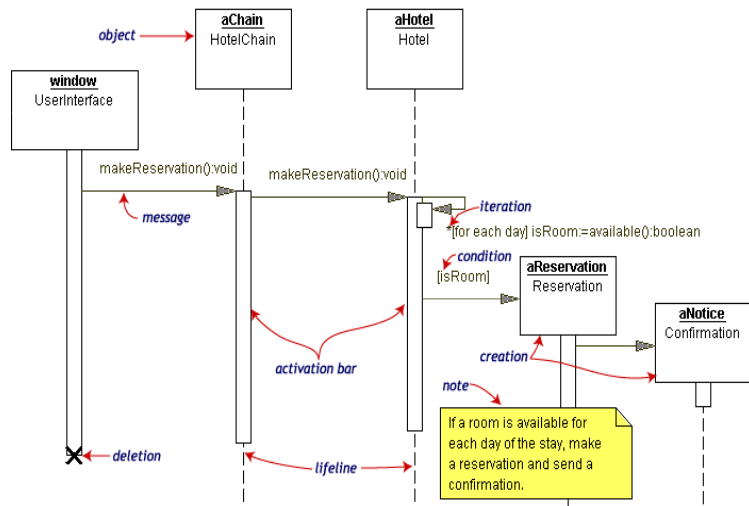 object
aChain
HotelChain
aHotel
Hotel
window
UserInterface
makeReservation():void
makeReservation():void
message
iteration
*[for each day] isRoom:=available():boolean
condition
[isRoom]
aReservation
Reservation
aNotice
Confirmation
activation bar
creation
note
If a room is available for
each day of the stay, make
a reservation and send a
confirmation.
deletion
lifeline